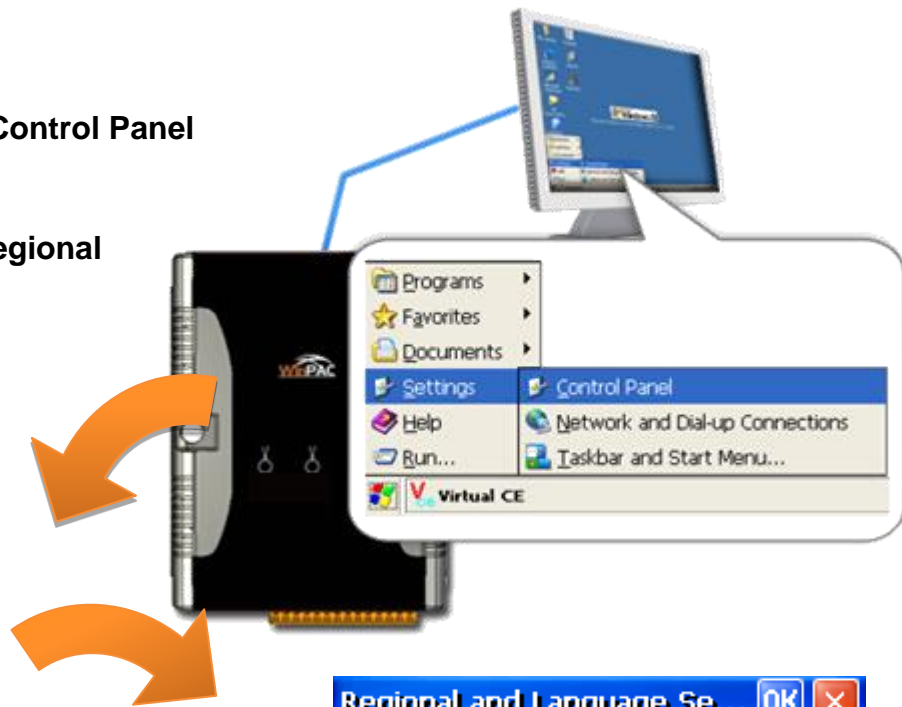 Control Panel
egional
WinPAC
Programs
Favorites
Documents
Settings
Help
Run...
Control Panel
Network and Dial-up Connections
Taskbar and Start Menu...
Virtual CE
Regional and Language Se... OK